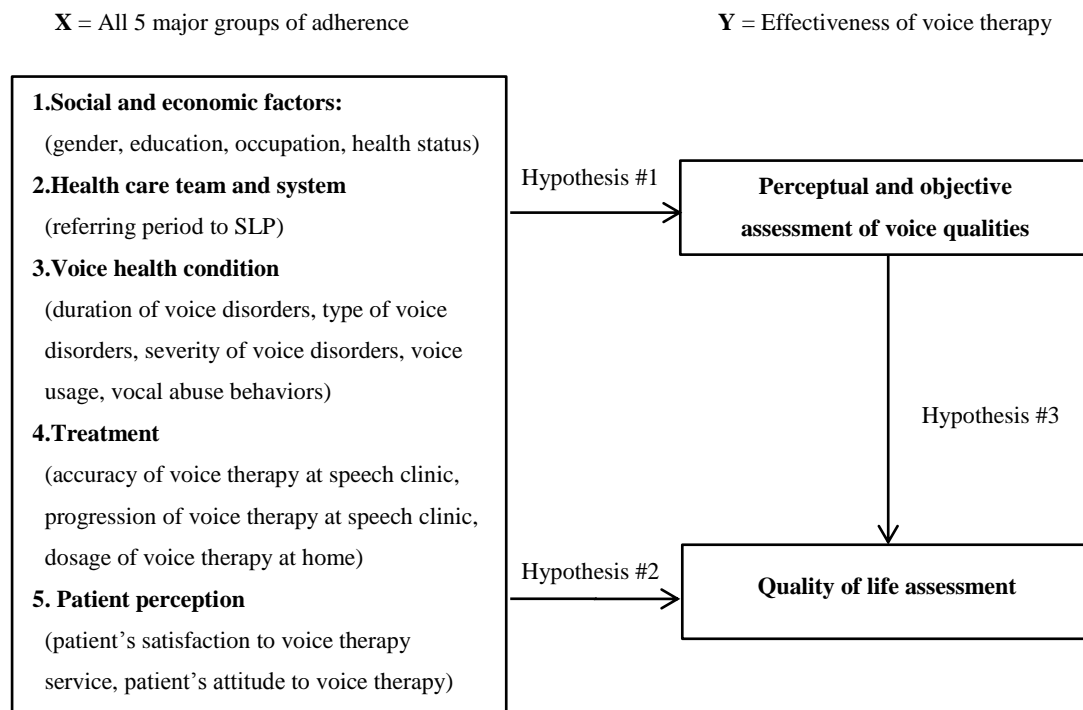 X = All 5 major groups of adherence
Y = Effectiveness of voice therapy
1.Social and economic factors:
(gender, education, occupation, health status)
2.Health care team and system
(referring period to SLP)
3.Voice health condition
(duration of voice disorders, type of voice
disorders, severity of voice disorders, voice
usage, vocal abuse behaviors)
4.Treatment
(accuracy of voice therapy at speech clinic,
progression of voice therapy at speech clinic,
dosage of voice therapy at home)
5. Patient perception
(patient’s satisfaction to voice therapy
service, patient’s attitude to voice therapy)
Hypothesis #1
Perceptual and objective
assessment of voice qualities
Hypothesis #3
Hypothesis #2
Quality of life assessment